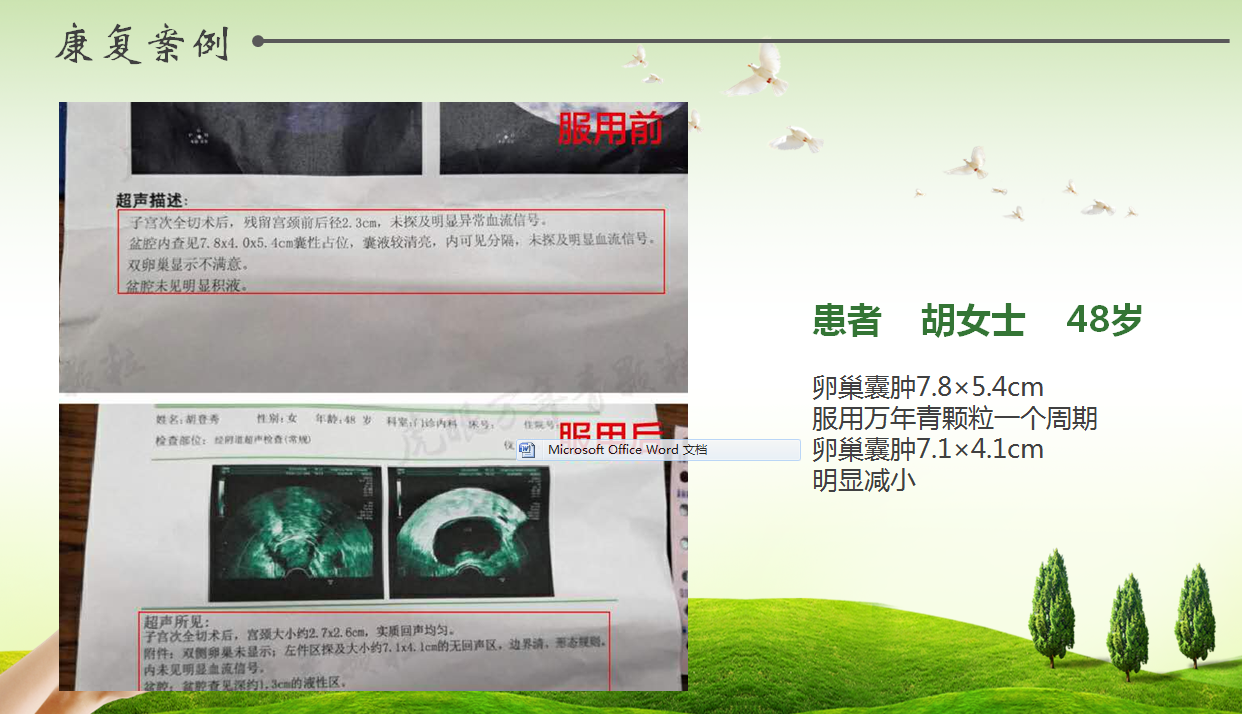 康复案例
服用前
超声描述:
子宫次全切术后，残留宫颈前后径2.3cm，未探及明显异常血流信号。
盆腔内查见7.8x4.0x5.4cm囊性占位，囊液较清亮，内可见分隔，未探及明显血流信号。
双卵巢显示不满意。
盆腔未见明显积液。
患者 胡女士 48岁
卵巢囊肿7.8×5.4cm
服用万年青颗粒一个周期
卵巢囊肿7.1×4.1cm
明显减小
虎眼万年青颗粒
姓名:胡登秀 性别:女 年龄:48 岁 科室:门诊内科 床号: 住院号:
服用后
检查部位: 经阴道超声检查(常规) 仪
Microsoft Office Word 文档
超声所见:
子宫次全切术后，宫颈大小约2.7x2.6cm，实质回声均匀。
附件: 双侧卵巢未显示; 左件区探及大小约7.1x4.1cm的无回声区，边界清、形态规则。
内未见明显血流信号。
盆腔: 盆腔查见深约1.3cm的液性区。